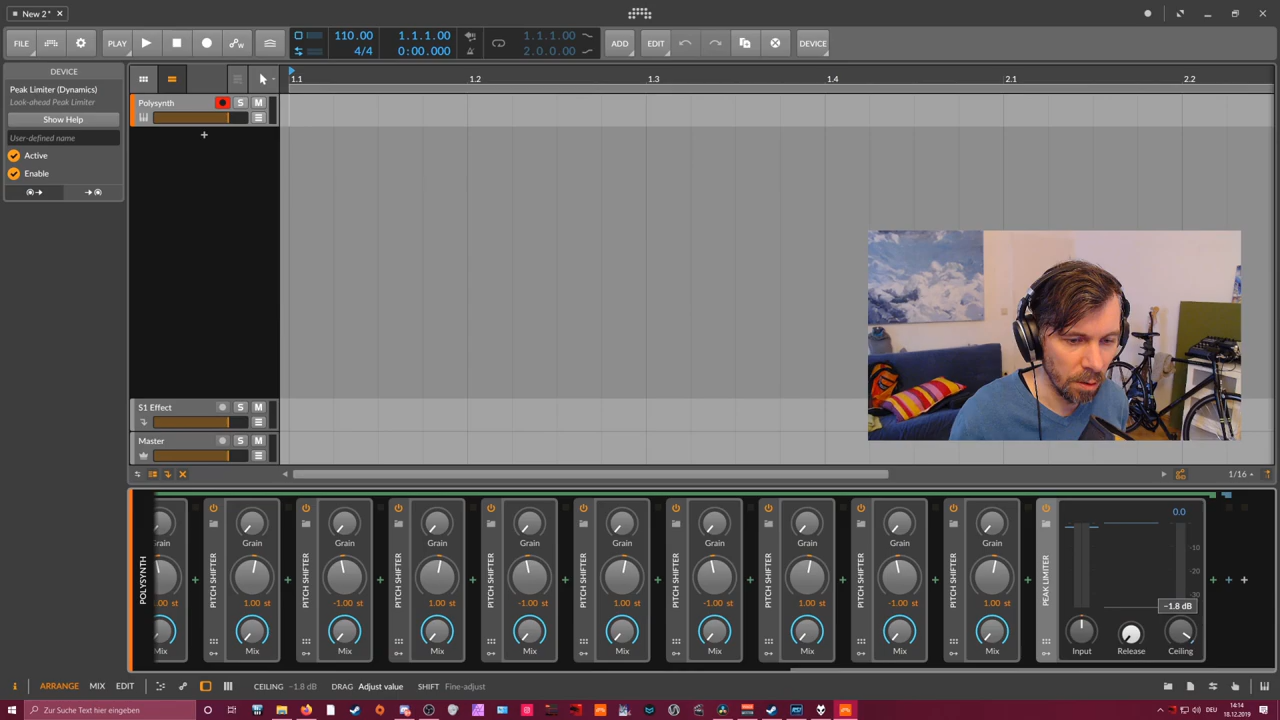 New 2*
FILE
PLAY
110.00
4/4
1.1.1.00
0:00.000
1.1.1.00
2.0.0.00
ADD
EDIT
DEVICE
DEVICE
Peak Limiter (Dynamics)
Look-ahead Peak Limiter
Show Help
User-defined name
Active
Enable
1.1
1.2
1.3
1.4
2.1
2.2
Polysynth
S M
+
S1 Effect
S M
Master
S M
1/16
POLYSYNTH
PITCH SHIFTER PITCH SHIFTER PITCH SHIFTER PITCH SHIFTER PITCH SHIFTER PITCH SHIFTER PITCH SHIFTER PITCH SHIFTER PITCH SHIFTER
PEAK LIMITER
0.0
Grain Grain Grain Grain Grain Grain Grain Grain Grain Grain
-10
-20
-30
1.00 st 1.00 st -1.00 st 1.00 st -1.00 st 1.00 st -1.00 st 1.00 st -1.00 st 1.00 st
−1.8 dB
Mix Mix Mix Mix Mix Mix Mix Mix Mix Mix
Input Release Ceiling
i ARRANGE MIX EDIT
CEILING −1.8 dB DRAG Adjust value SHIFT Fine-adjust
Zur Suche Text hier eingeben
DEU
14:14
18.12.2019